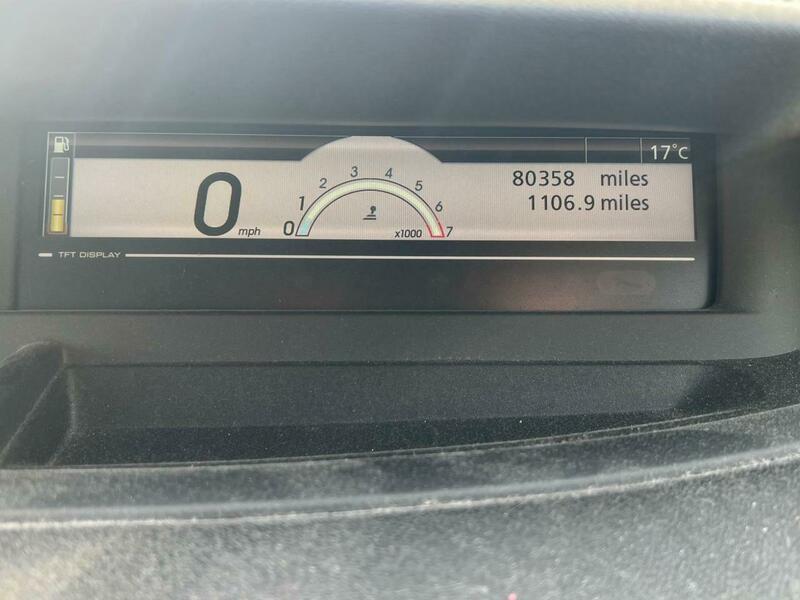 17°C
80358 miles
1106.9 miles
0 mph
0 1 2 3 4 5 6 7
x1000
TFT DISPLAY